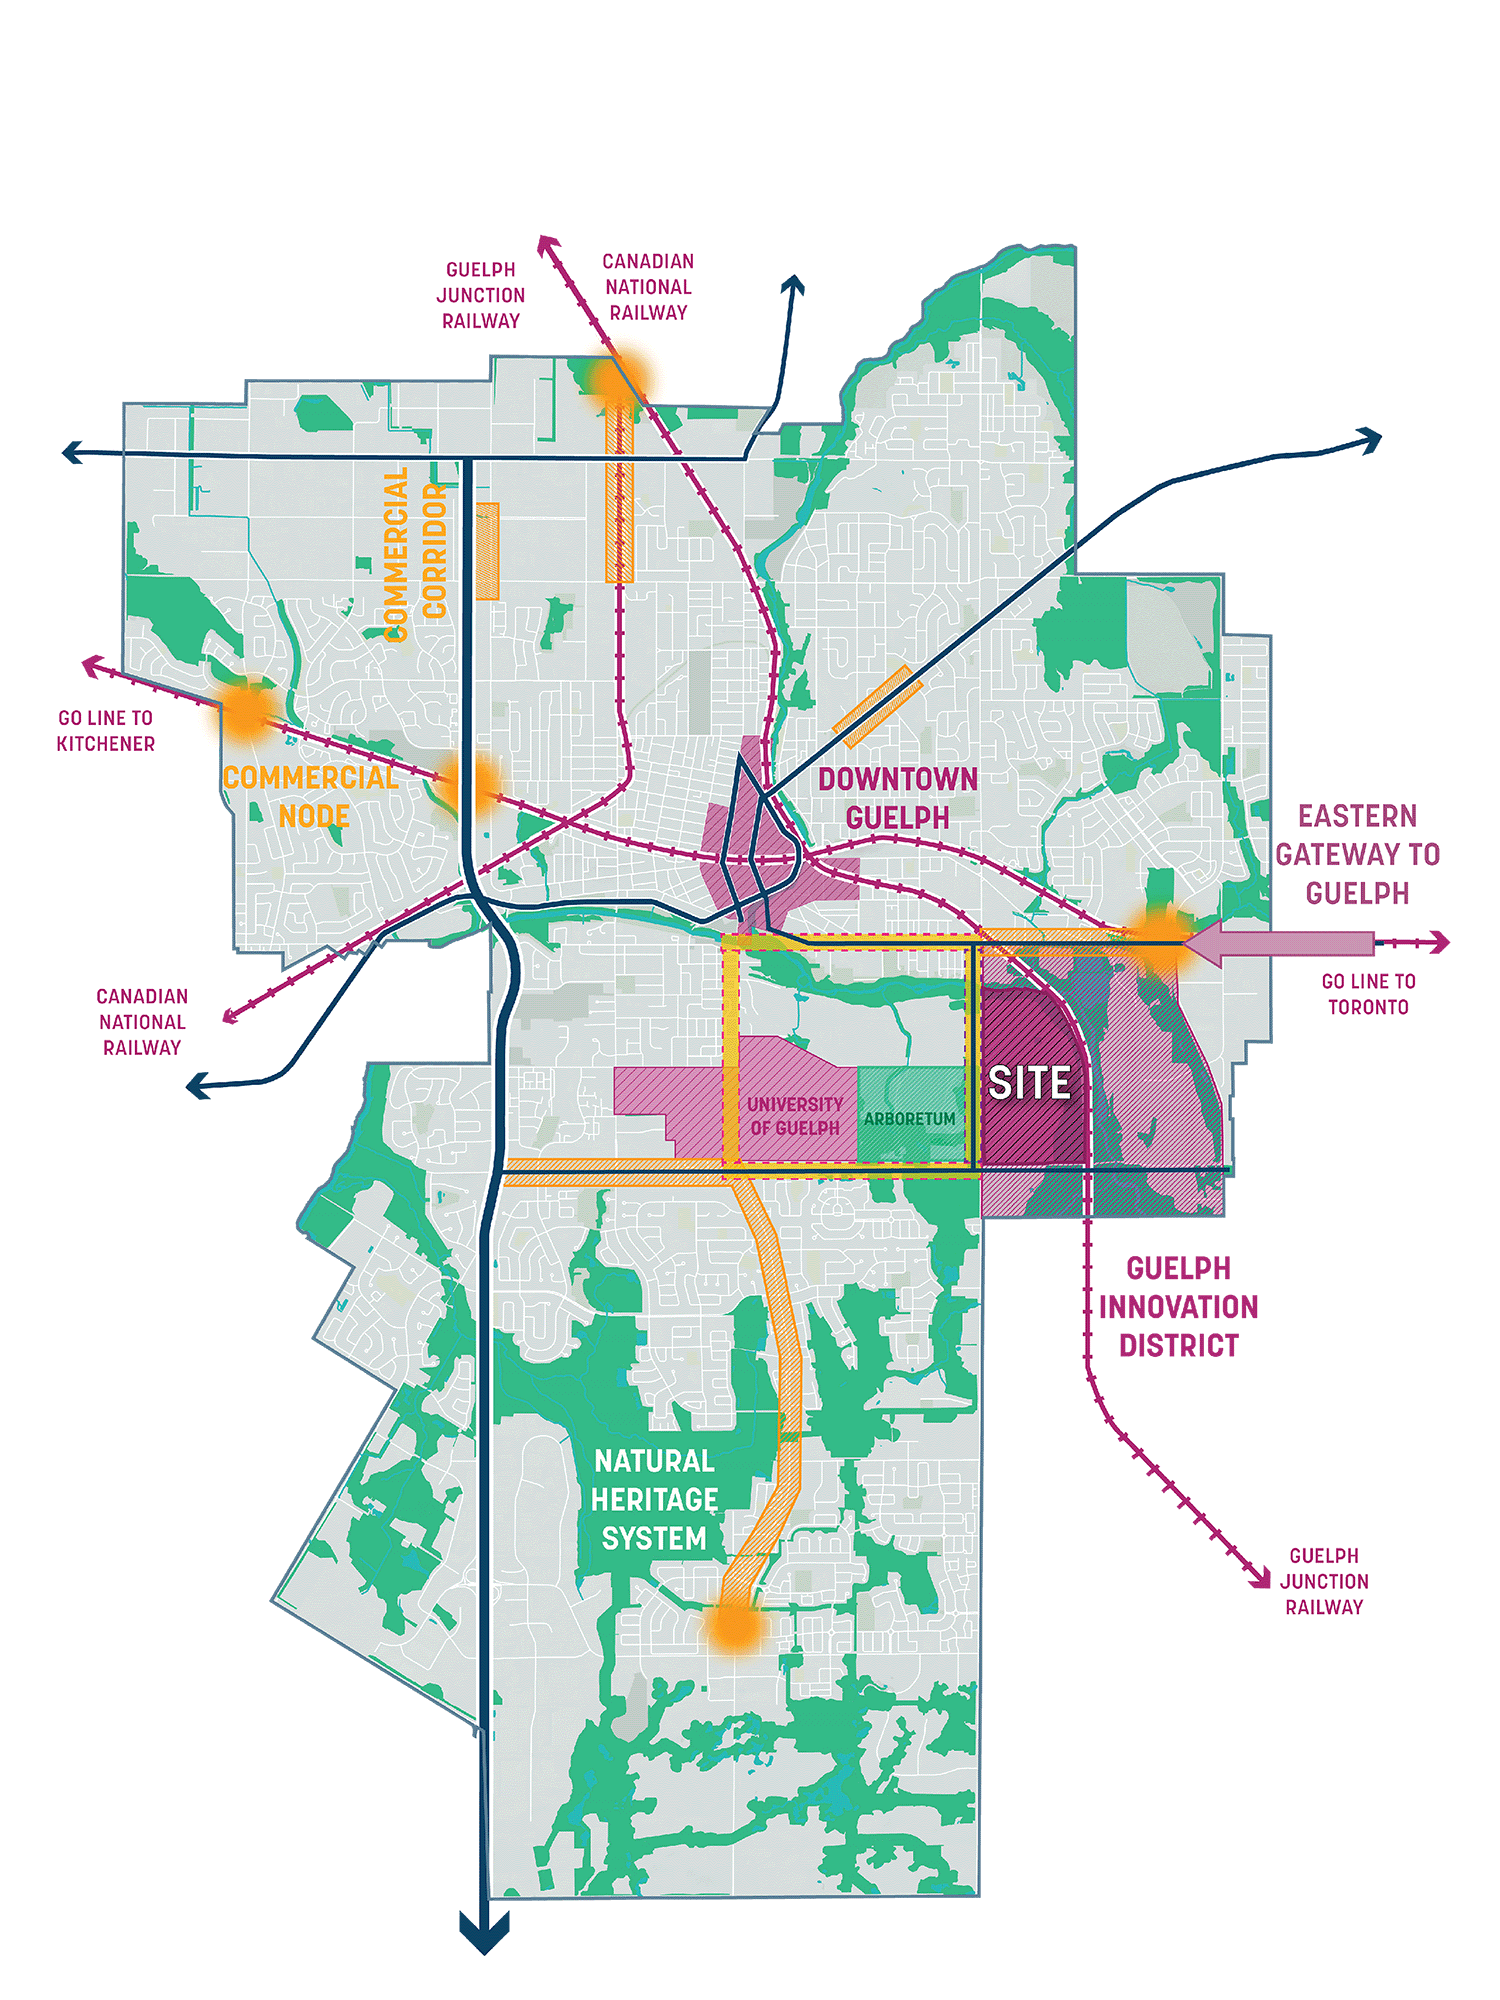 GUELPH
JUNCTION
RAILWAY
CANADIAN
NATIONAL
RAILWAY
COMMERCIAL
CORRIDOR
GO LINE TO
KITCHENER
COMMERCIAL
NODE
DOWNTOWN
GUELPH
EASTERN
GATEWAY TO
GUELPH
GO LINE TO
TORONTO
CANADIAN
NATIONAL
RAILWAY
SITE
UNIVERSITY
OF GUELPH
ARBORETUM
GUELPH
INNOVATION
DISTRICT
NATURAL
HERITAGE
SYSTEM
GUELPH
JUNCTION
RAILWAY